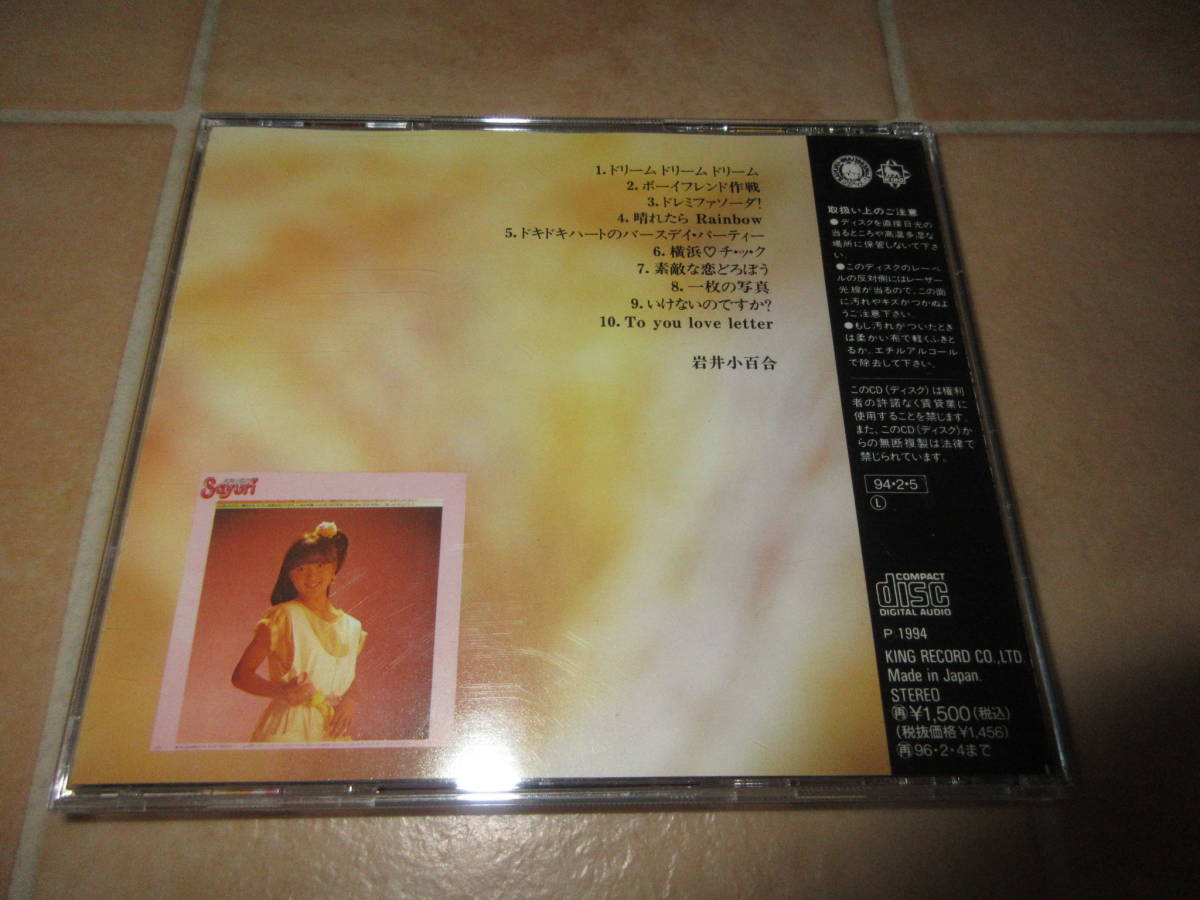 1.ドリームドリームドリーム
2.ボーイフレンド作戦
3.ドレミファソーダ!
4.晴れたら Rainbow
5.ドキドキハートのバースデイ・パーティー
6.横浜♡チ・ッ・ク
7.素敵な恋どろぼう
8.一枚の写真
9.いけないのですか?
10.To you love letter
岩井小百合
Sayuri
取扱い上のご注意
●ディスクを直接日光の
当るところや高温多湿な
場所に保管しないで下さ
い.
●このディスクのレーベ
ルの反対側にはレーザー
光線が当るので、この面
に汚れやキズがつかぬよ
うご注意下さい.
●もし汚れがついたとき
は柔かい布で軽くふきと
るか、エチルアルコール
で除去して下さい.
このCD(ディスク)は権利
者の許諾なく賃貸業に
使用することを禁じます.
また、このCD(ディスク)か
らの無断複製は法律で
禁じられています.
94・2・5
Ⓛ
COMPACT
disc
DIGITAL AUDIO
P 1994
KING RECORD CO.,LTD.
Made in Japan.
STEREO
再¥1,500(税込)
(税抜価格¥1,456)
再96・2・4まで